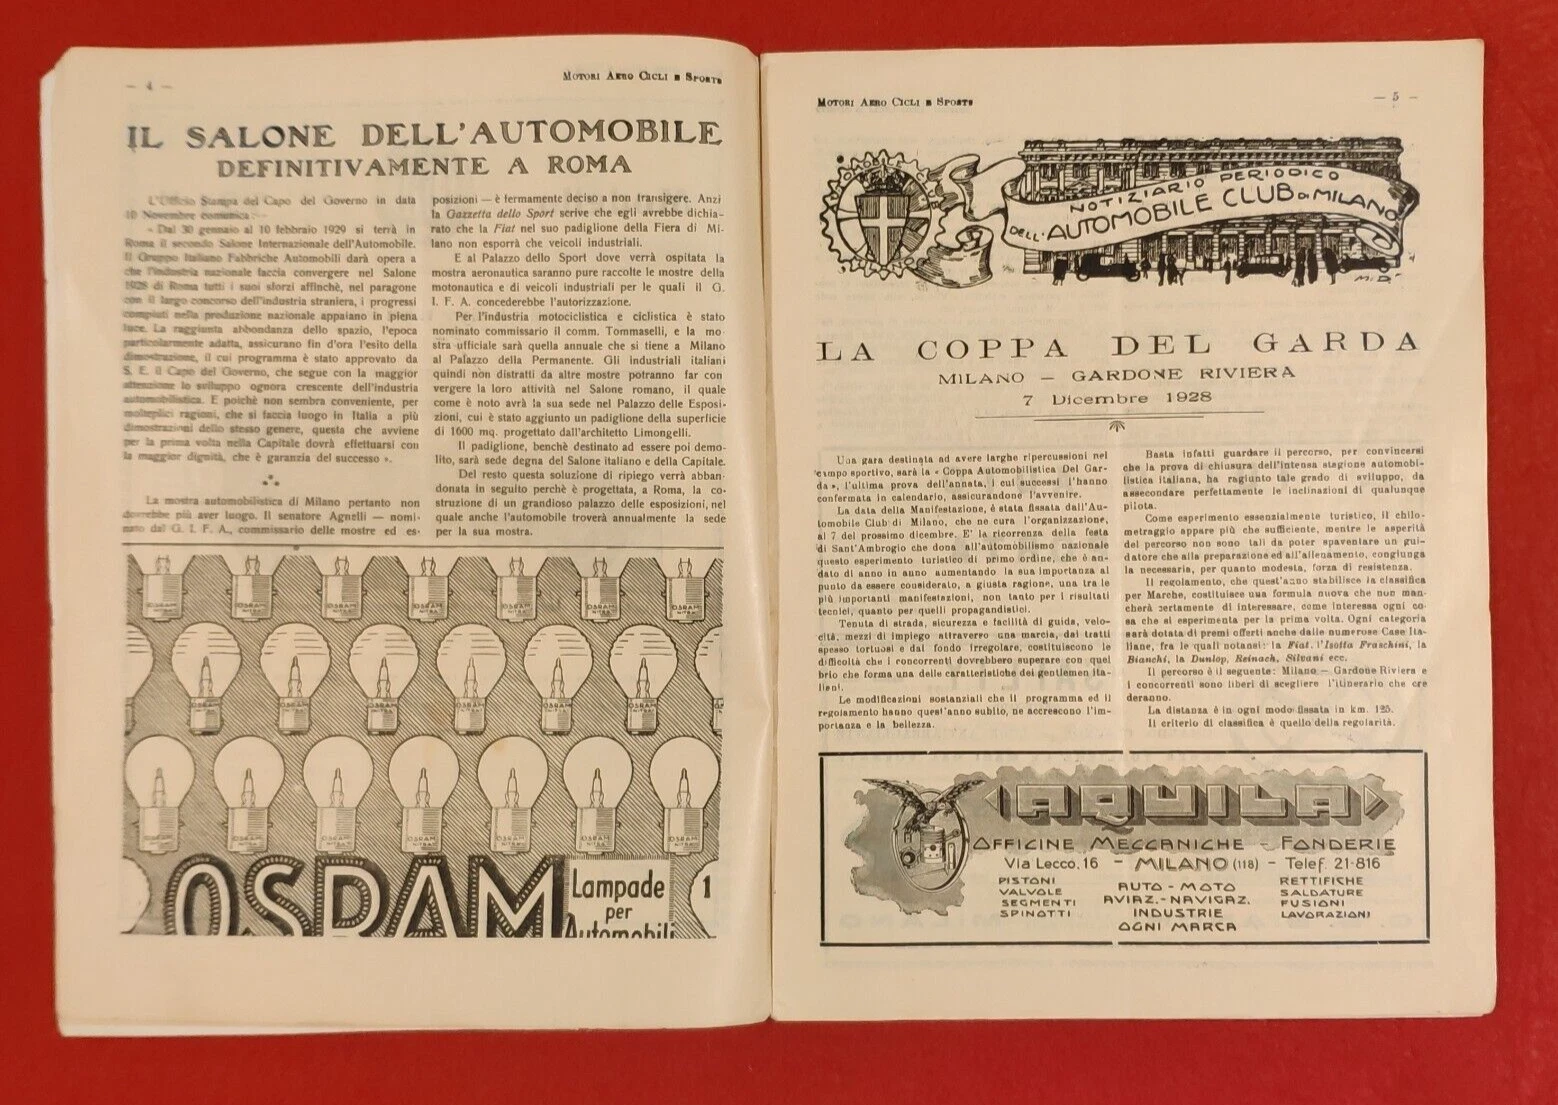 — 4 —
Motori Aero Cicli e Sports
IL SALONE DELL'AUTOMOBILE
DEFINITIVAMENTE A ROMA
L'Ufficio Stampa del Capo del Governo in data
10 Novembre comunica:
« Dal 30 gennaio al 10 febbraio 1929 si terrà in
Roma il secondo Salone Internazionale dell'Automobile.
Il Gruppo Italiano Fabbriche Automobili darà opera a
che l'industria nazionale faccia convergere nel Salone
1928 di Roma tutti i suoi sforzi affinchè, nel paragone
con il largo concorso dell'industria straniera, i progressi
compiuti nella produzione nazionale appaiano in piena
luce. La raggiunta abbondanza dello spazio, l'epoca
particolarmente adatta, assicurano fin d'ora l'esito della
dimostrazione, il cui programma è stato approvato da
S. E. il Capo del Governo, che segue con la maggior
attenzione lo sviluppo ognora crescente dell'industria
automobilistica. E poichè non sembra conveniente, per
molteplici ragioni, che si faccia luogo in Italia a più
dimostrazioni dello stesso genere, questa che avviene
per la prima volta nella Capitale dovrà effettuarsi con
la maggior dignità, che è garanzia del successo ».
La mostra automobilistica di Milano pertanto non
dovrebbe più aver luogo. Il senatore Agnelli — nomi-
nato dal G. I. F. A., commissario delle mostre ed es-
posizioni — è fermamente deciso a non transigere. Anzi
la Gazzetta dello Sport scrive che egli avrebbe dichia-
rato che la Fiat nel suo padiglione della Fiera di Mi-
lano non esporrà che veicoli industriali.
E al Palazzo dello Sport dove verrà ospitata la
mostra aeronautica saranno pure raccolte le mostre della
motonautica e di veicoli industriali per le quali il G.
I. F. A. concederebbe l'autorizzazione.
Per l'industria motociclistica e ciclistica è stato
nominato commissario il comm. Tommaselli, e la mo
stra ufficiale sarà quella annuale che si tiene a Milano
al Palazzo della Permanente. Gli industriali italiani
quindi non distratti da altre mostre potranno far con
vergere la loro attività nel Salone romano, il quale
come è noto avrà la sua sede nel Palazzo delle Esposi-
zioni, cui è stato aggiunto un padiglione della superficie
di 1600 mq. progettato dall'architetto Limongelli.
Il padiglione, benchè destinato ad essere poi demo-
lito, sarà sede degna del Salone italiano e della Capitale.
Del resto questa soluzione di ripiego verrà abban-
donata in seguito perchè è progettata, a Roma, la co-
struzione di un grandioso palazzo delle esposizioni, nel
quale anche l'automobile troverà annualmente la sede
per la sua mostra.
OSRAM
Lampade
per
Automobili
1
Motori Aero Cicli e Sports
— 5 —
NOTIZIARIO PERIODICO
DELL'AUTOMOBILE CLUB DI MILANO
M. D.
LA COPPA DEL GARDA
MILANO — GARDONE RIVIERA
7 Dicembre 1928
Una gara destinata ad avere larghe ripercussioni nel
campo sportivo, sarà la « Coppa Automobilistica Del Gar-
da », l'ultima prova dell'annata, i cui successi l'hanno
confermata in calendario, assicurandone l'avvenire.
La data della Manifestazione, è stata fissata dall'Au-
tomobile Club di Milano, che ne cura l'organizzazione,
al 7 del prossimo dicembre. E' la ricorrenza della festa
di Sant'Ambrogio che dona all'automobilismo nazionale
questo esperimento turistico di primo ordine, che è an-
dato di anno in anno aumentando la sua importanza al
punto da essere considerato, a giusta ragione, una tra le
più importanti manifestazioni, non tanto per i risultati
tecnici, quanto per quelli propagandistici.
Tenuta di strada, sicurezza e facilità di guida, velo-
cità, mezzi di impiego attraverso una marcia, dai tratti
spesso tortuosi e dal fondo irregolare, costituiscono le
difficoltà che i concorrenti dovrebbero superare con quel
brio che forma una delle caratteristiche dei gentlemen ita-
liani.
Le modificazioni sostanziali che il programma ed il
regolamento hanno quest'anno subito, ne accrescono l'im-
portanza e la bellezza.
Basta infatti guardare il percorso, per convincersi
che la prova di chiusura dell'intensa stagione automobi-
listica italiana, ha raggiunto tale grado di sviluppo, da
assecondare perfettamente le inclinazioni di qualunque
pilota.
Come esperimento essenzialmente turistico, il chilo-
metraggio appare più che sufficiente, mentre le asperità
del percorso non sono tali da poter spaventare un gui-
datore che alla preparazione ed all'allenamento, congiunga
la necessaria, per quanto modesta, forza di resistenza.
Il regolamento, che quest'anno stabilisce la classifica
per Marche, costituisce una formula nuova che non man-
cherà certamente di interessare, come interessa ogni co-
sa che si esperimenta per la prima volta. Ogni categoria
sarà dotata di premi offerti anche dalle numerose Case Ita-
liane, fra le quali notansi: la Fiat, l'Isotta Fraschini, la
Bianchi, la Dunlop, Reinach, Silvani ecc.
Il percorso è il seguente: Milano — Gardone Riviera e
i concorrenti sono liberi di scegliere l'itinerario che cre
deranno.
La distanza è in ogni modo fissata in km. 125.
Il criterio di classifica è quello della regolarità.
AQUILA
OFFICINE MECCANICHE - FONDERIE
Via Lecco, 16 - MILANO (118) - Telef. 21-816
PISTONI
VALVOLE
SEGMENTI
SPINOTTI
AUTO - MOTO
AVIAZ.-NAVIGAZ.
INDUSTRIE
OGNI MARCA
RETTIFICHE
SALDATURE
FUSIONI
LAVORAZIONI